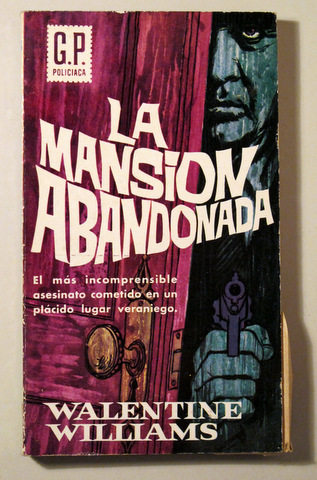 G.P.
POLICIACA
LA
MANSION
ABANDONADA
El más incomprensible
asesinato cometido en un
plácido lugar veraniego.
WALENTINE
WILLIAMS